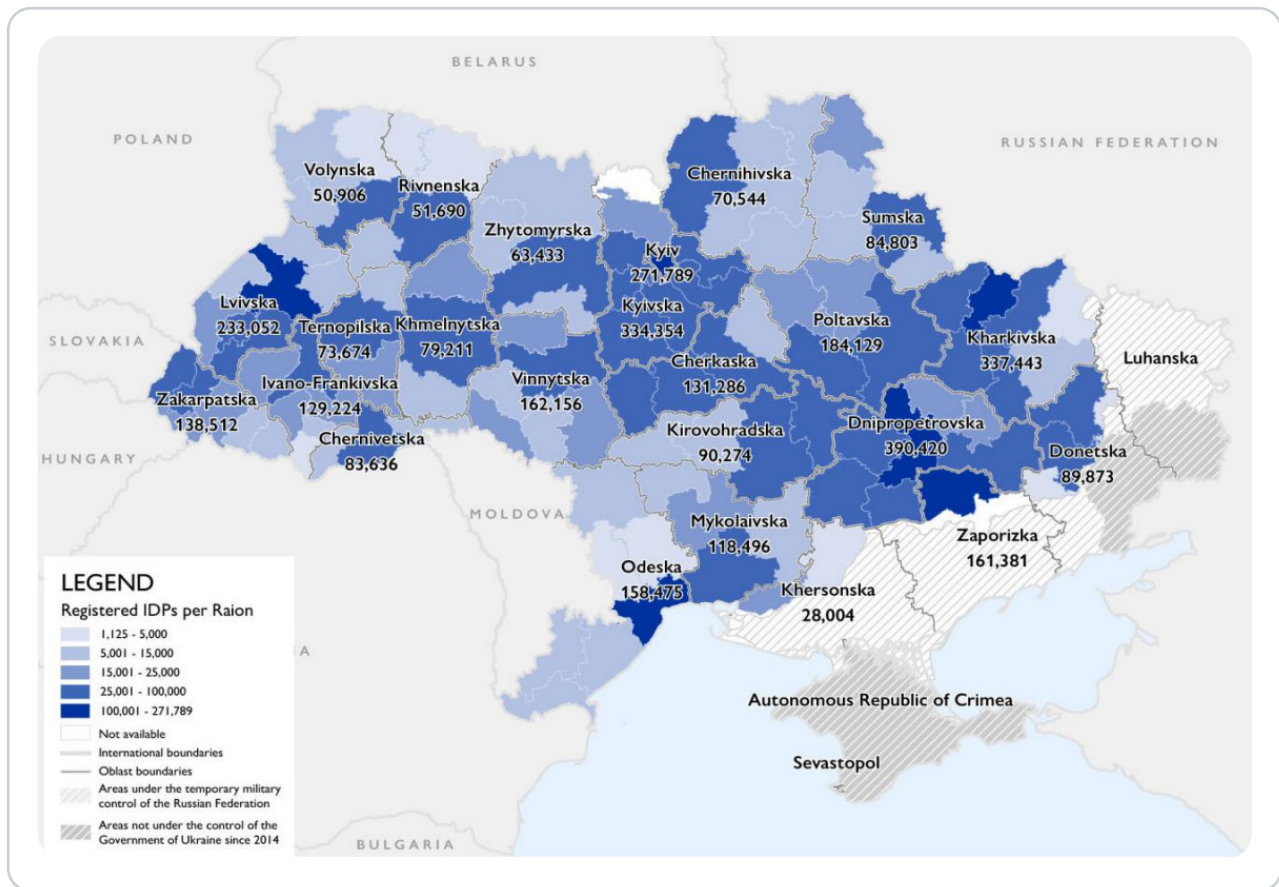 BELARUS
POLAND
RUSSIAN FEDERATION
Volynska
50,906
Rivnenska
51,690
Chernihivska
70,544
Sumska
84,803
Zhytomyrska
63,433
Kyiv
271,789
Lvivska
233,052
Ternopilska
73,674
Khmelnytska
79,211
Kyivska
334,354
Poltavska
184,129
Kharkivska
337,443
Luhanska
SLOVAKIA
Cherkaska
131,286
Ivano-Frankivska
129,224
Vinnytska
162,156
Zakarpatska
138,512
Chernivetska
83,636
Kirovohradska
90,274
Dnipropetrovska
390,420
Donetska
89,873
HUNGARY
MOLDOVA
Mykolaivska
118,496
Zaporizka
161,381
Odeska
158,475
Khersonska
28,004
Autonomous Republic of Crimea
Sevastopol
BULGARIA
LEGEND
Registered IDPs per Raion
1,125 - 5,000
5,001 - 15,000
15,001 - 25,000
25,001 - 100,000
100,001 - 271,789
Not available
International boundaries
Oblast boundaries
Areas under the temporary military
control of the Russian Federation
Areas not under the control of the
Government of Ukraine since 2014